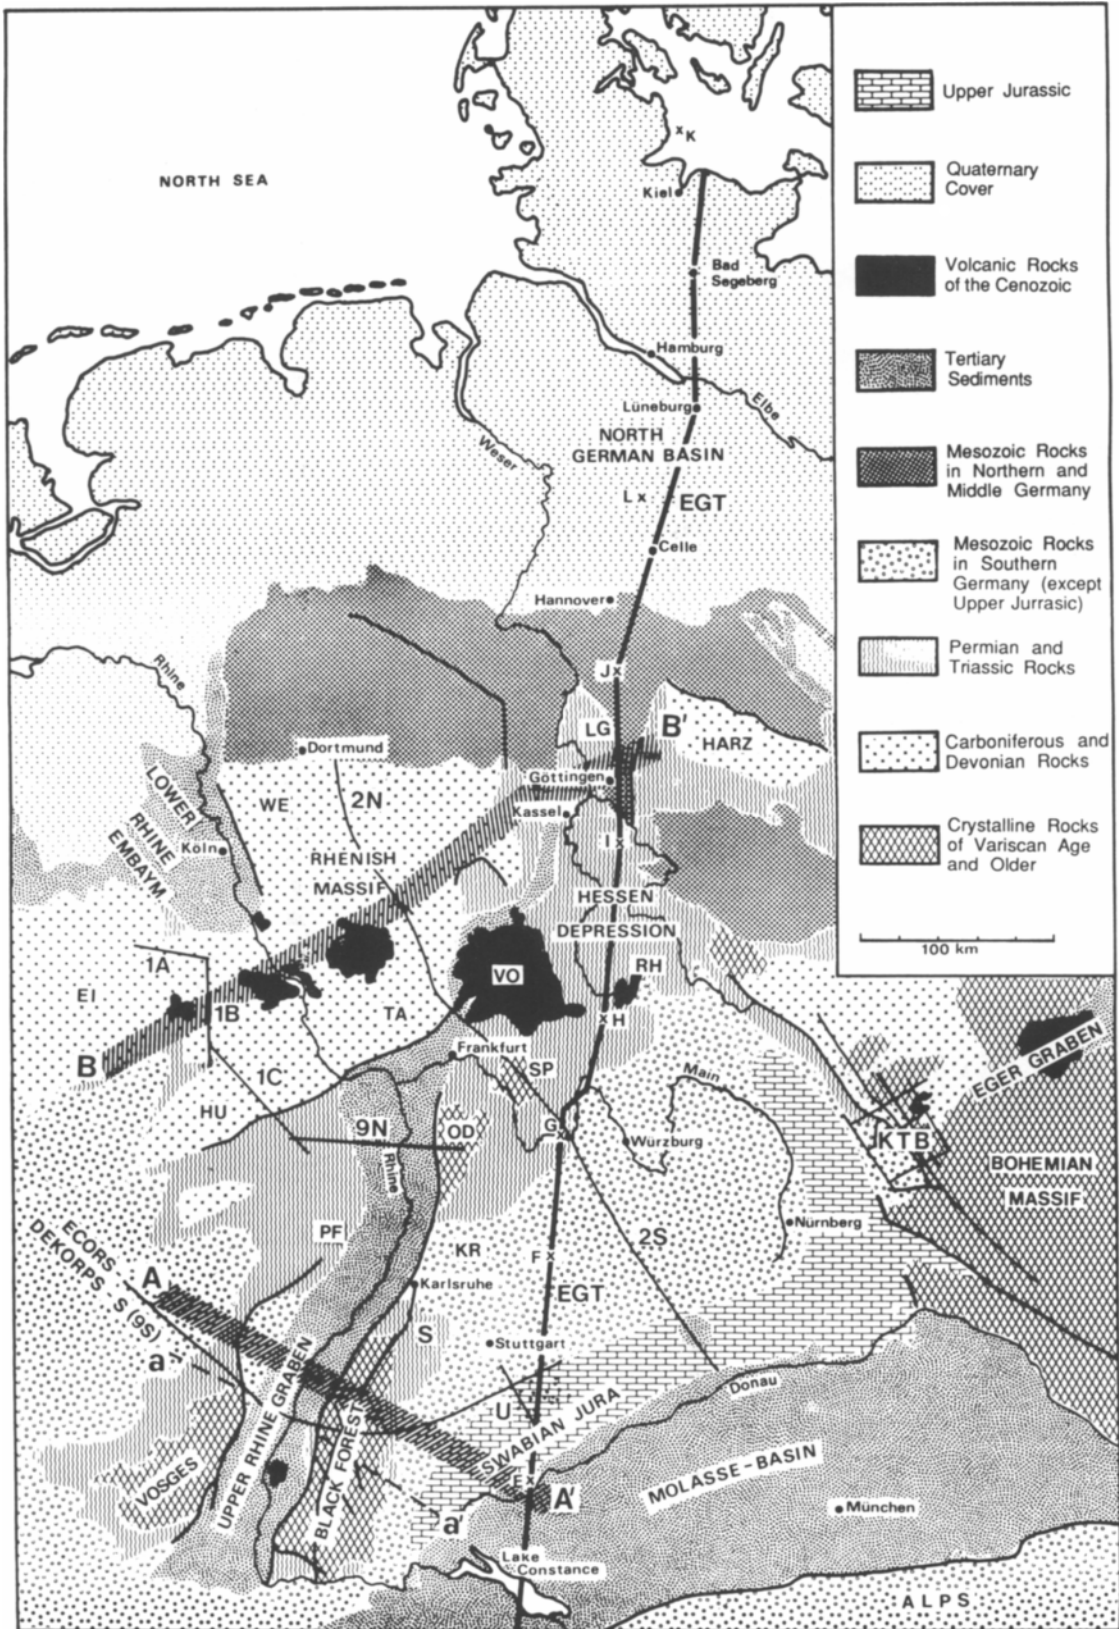 NORTH SEA
K
Kiel
Bad
Segeberg
Hamburg
Elbe
Lüneburg
NORTH
GERMAN BASIN
Weser
L
EGT
Celle
Hannover
Rhine
J
LG
B'
HARZ
Dortmund
Göttingen
LOWER
RHINE
EMBAYM
WE
2N
Kassel
Köln
RHENISH
MASSIF
I
HESSEN
DEPRESSION
1A
EI
VO
RH
1B
TA
H
B
Frankfurt
SP
Main
EGER GRABEN
1C
HU
9N
OD
G
Würzburg
KTB
Rhine
BOHEMIAN
MASSIF
ECORS
DEKORPS S (9S)
PF
KR
2S
Nürnberg
A
F
Karlsruhe
EGT
a
S
Stuttgart
Donau
U
SWABIAN JURA
VOSGES
UPPER RHINE GRABEN
BLACK FOREST
E
A'
a'
MOLASSE-BASIN
München
Lake
Constance
ALPS
Upper Jurassic
Quaternary
Cover
Volcanic Rocks
of the Cenozoic
Tertiary
Sediments
Mesozoic Rocks
in Northern and
Middle Germany
Mesozoic Rocks
in Southern
Germany (except
Upper Jurrasic)
Permian and
Triassic Rocks
Carboniferous and
Devonian Rocks
Crystalline Rocks
of Variscan Age
and Older
100 km